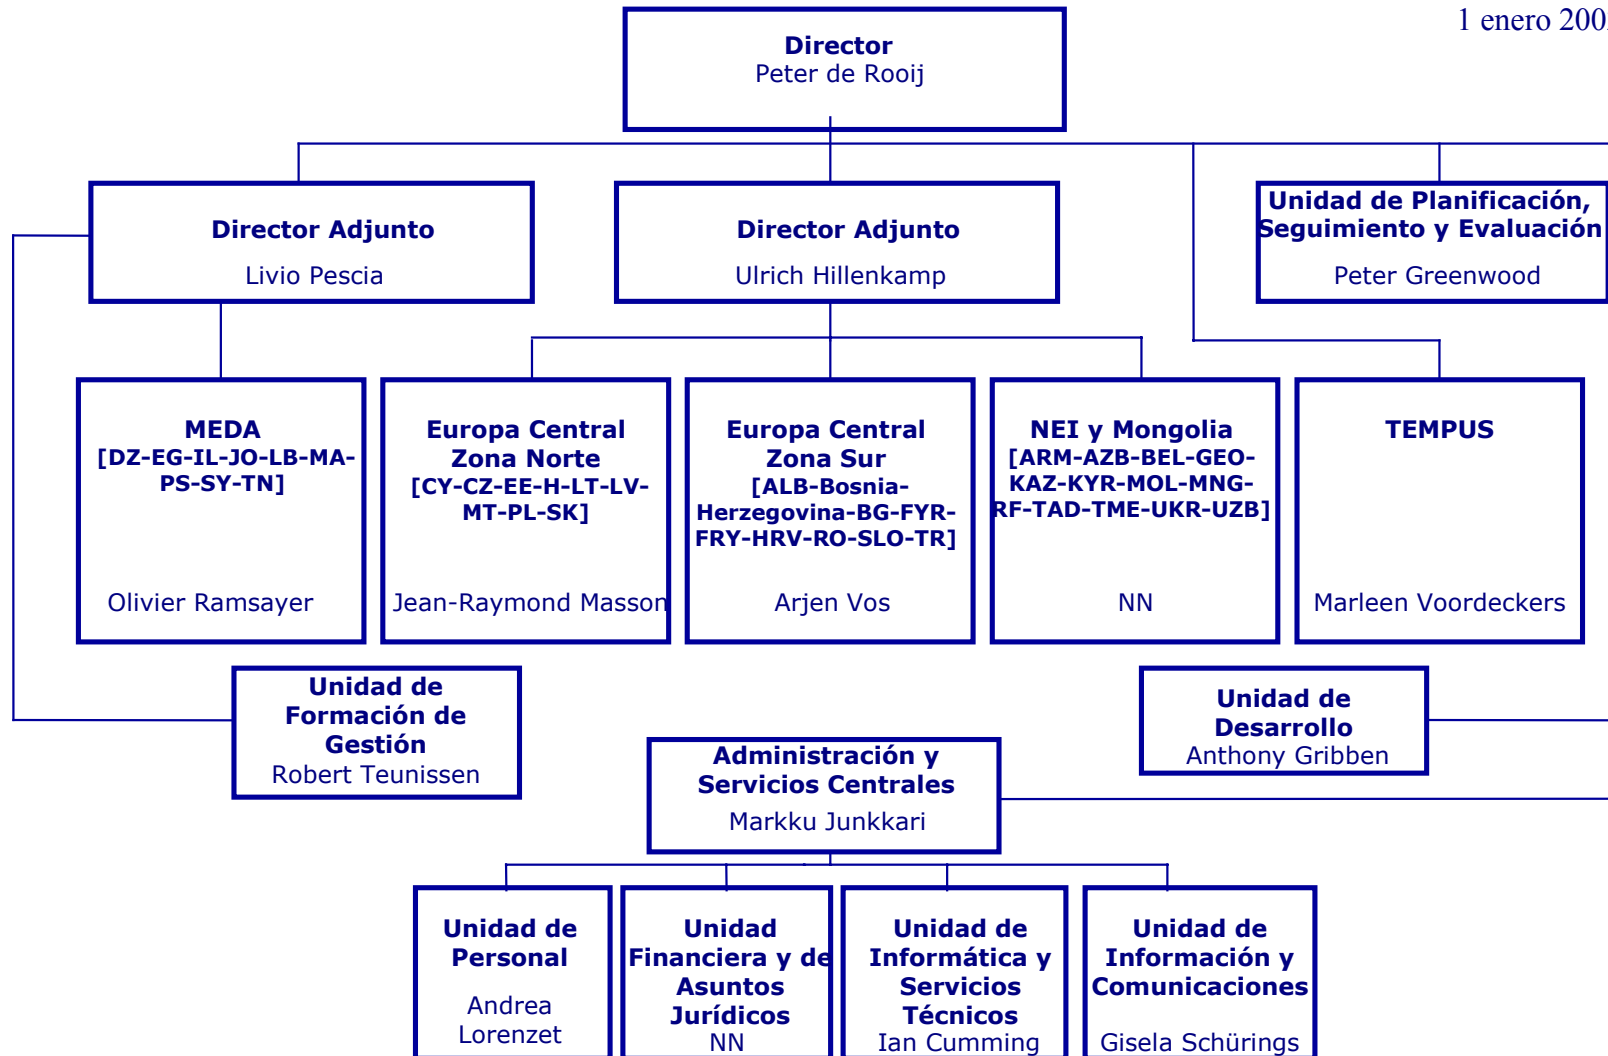 1 enero 200
Director
Peter de Rooij
Director Adjunto
Livio Pescia
Director Adjunto
Ulrich Hillenkamp
Unidad de Planificación,
Seguimiento y Evaluación
Peter Greenwood
MEDA
[DZ-EG-IL-JO-LB-MA-
PS-SY-TN]
Olivier Ramsayer
Europa Central
Zona Norte
[CY-CZ-EE-H-LT-LV-
MT-PL-SK]
Jean-Raymond Masson
Europa Central
Zona Sur
[ALB-Bosnia-
Herzegovina-BG-FYR-
FRY-HRV-RO-SLO-TR]
Arjen Vos
NEI y Mongolia
[ARM-AZB-BEL-GEO-
KAZ-KYR-MOL-MNG-
RF-TAD-TME-UKR-UZB]
NN
TEMPUS
Marleen Voordeckers
Unidad de
Formación de
Gestión
Robert Teunissen
Unidad de
Desarrollo
Anthony Gribben
Administración y
Servicios Centrales
Markku Junkkari
Unidad de
Personal
Andrea
Lorenzet
Unidad
Financiera y de
Asuntos
Jurídicos
NN
Unidad de
Informática y
Servicios
Técnicos
Ian Cumming
Unidad de
Información y
Comunicaciones
Gisela Schürings